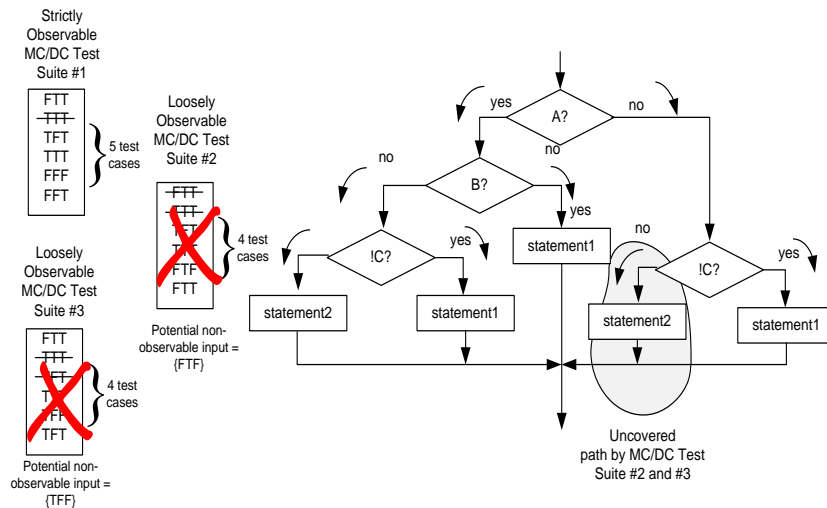 Strictly
Observable
MC/DC Test
Suite #1
FTT
TTT
TFT
TTT
FFF
FFT
5 test
cases
Loosely
Observable
MC/DC Test
Suite #2
FTT
TTT
TFT
FTF
FTT
4 test
cases
Potential non-
observable input =
{FTF}
Loosely
Observable
MC/DC Test
Suite #3
FTT
TTT
TFT
4 test
cases
Potential non-
observable input =
{TFF}
A?
yes
no
B?
no
no
yes
!C?
yes
statement2
statement1
statement1
!C?
no
yes
statement2
statement1
Uncovered
path by MC/DC Test
Suite #2 and #3